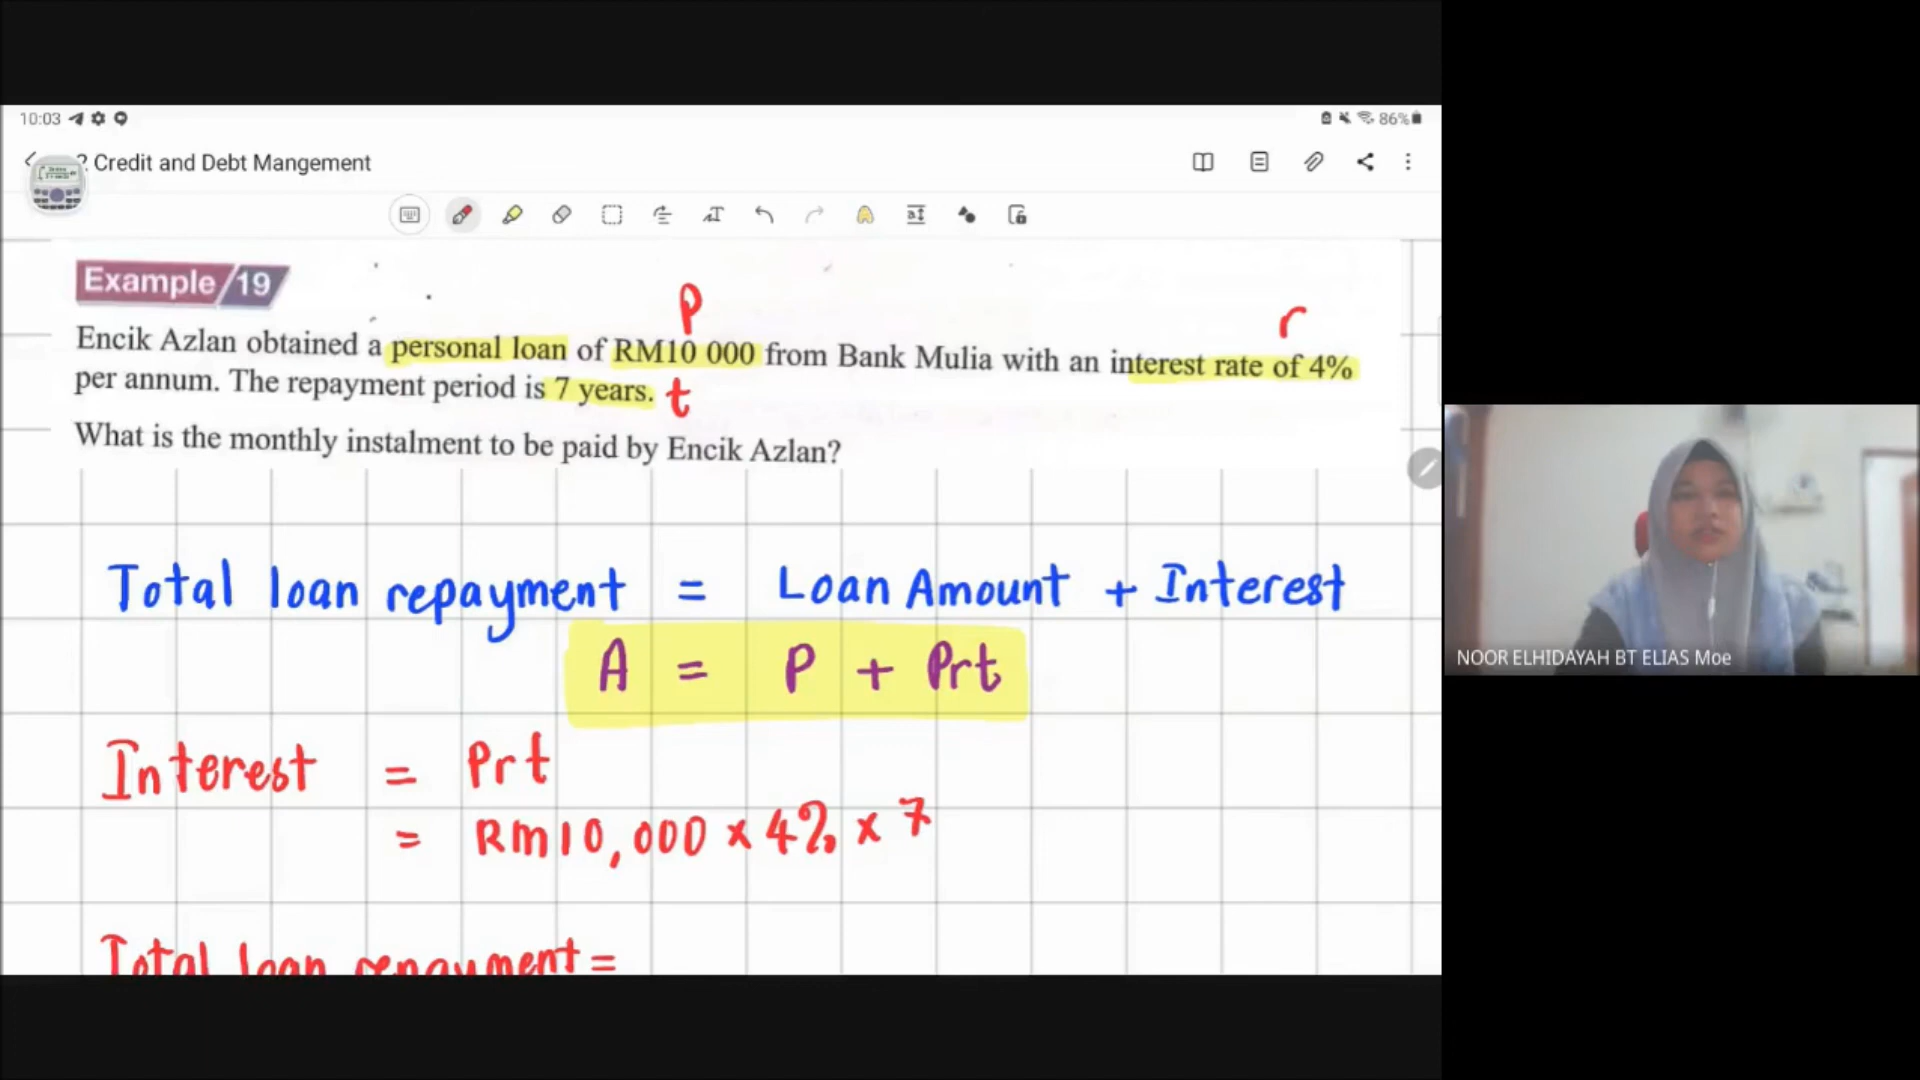 10:03
86%
? Credit and Debt Mangement
Example 19
P
r
Encik Azlan obtained a personal loan of RM10 000 from Bank Mulia with an interest rate of 4%
per annum. The repayment period is 7 years. t
What is the monthly instalment to be paid by Encik Azlan?
Total loan repayment = Loan Amount + Interest
A = P + Prt
Interest = Prt
= RM10,000 × 4% × 7
Total loan repayment =
NOOR ELHIDAYAH BT ELIAS Moe